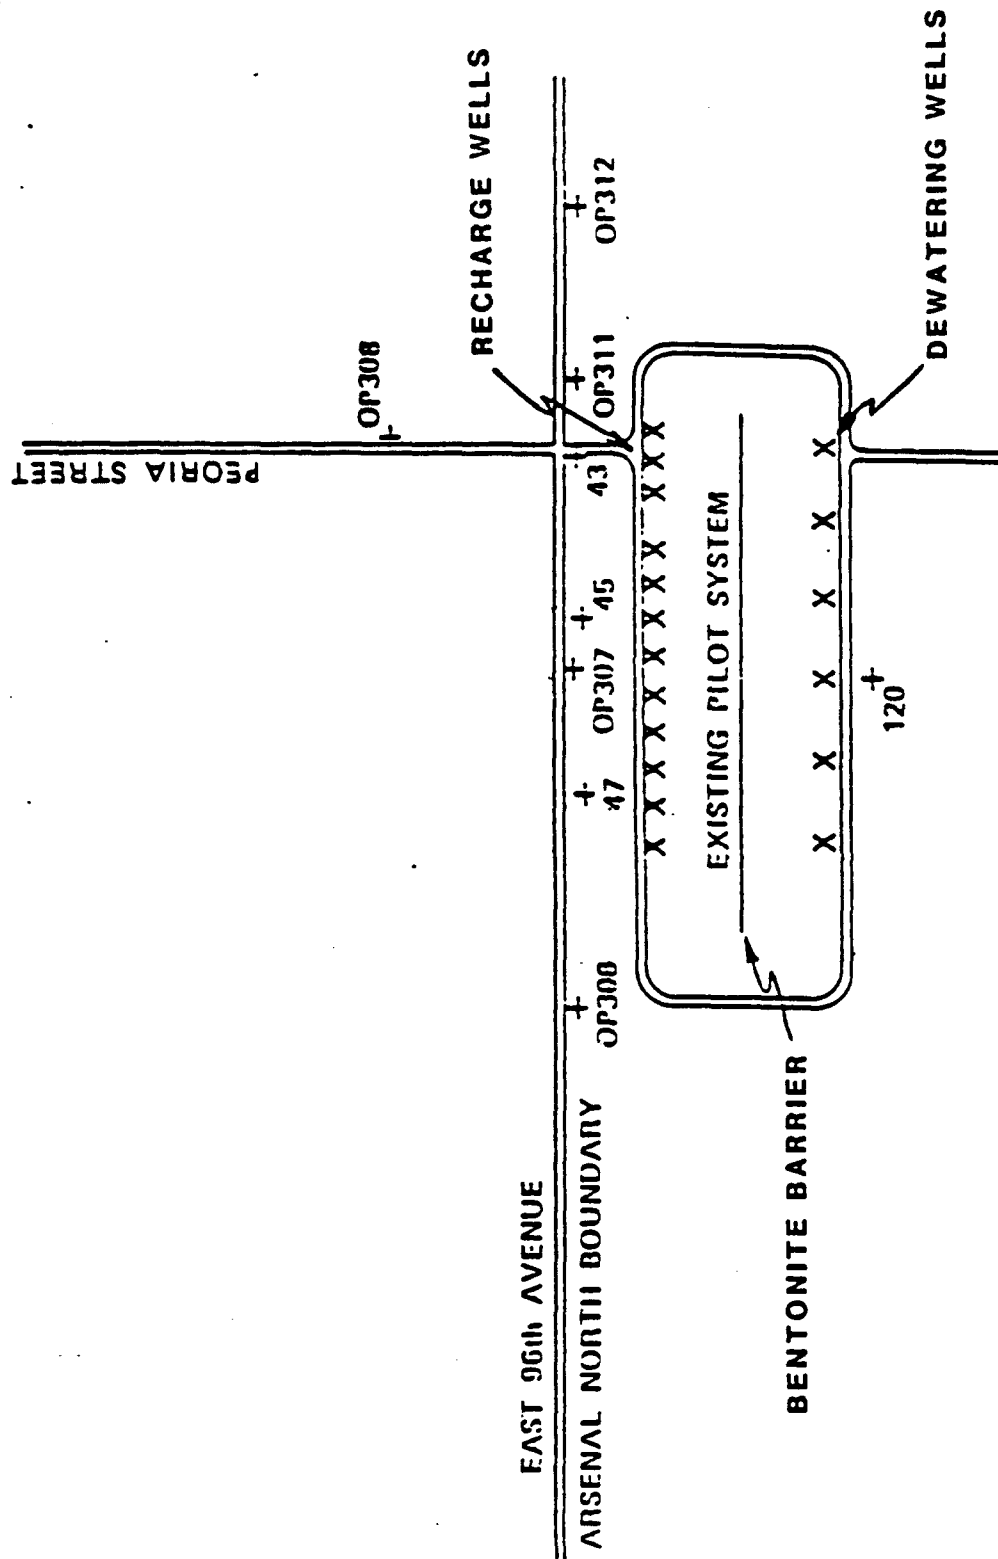 PEORIA STREET
OP308
RECHARGE WELLS
EAST 96th AVENUE
ARSENAL NORTH BOUNDARY
OP308
47
OP307
45
43
OP311
OP312
X X X X X X X X X X X X
EXISTING PILOT SYSTEM
BENTONITE BARRIER
X X X X X X
120
DEWATERING WELLS